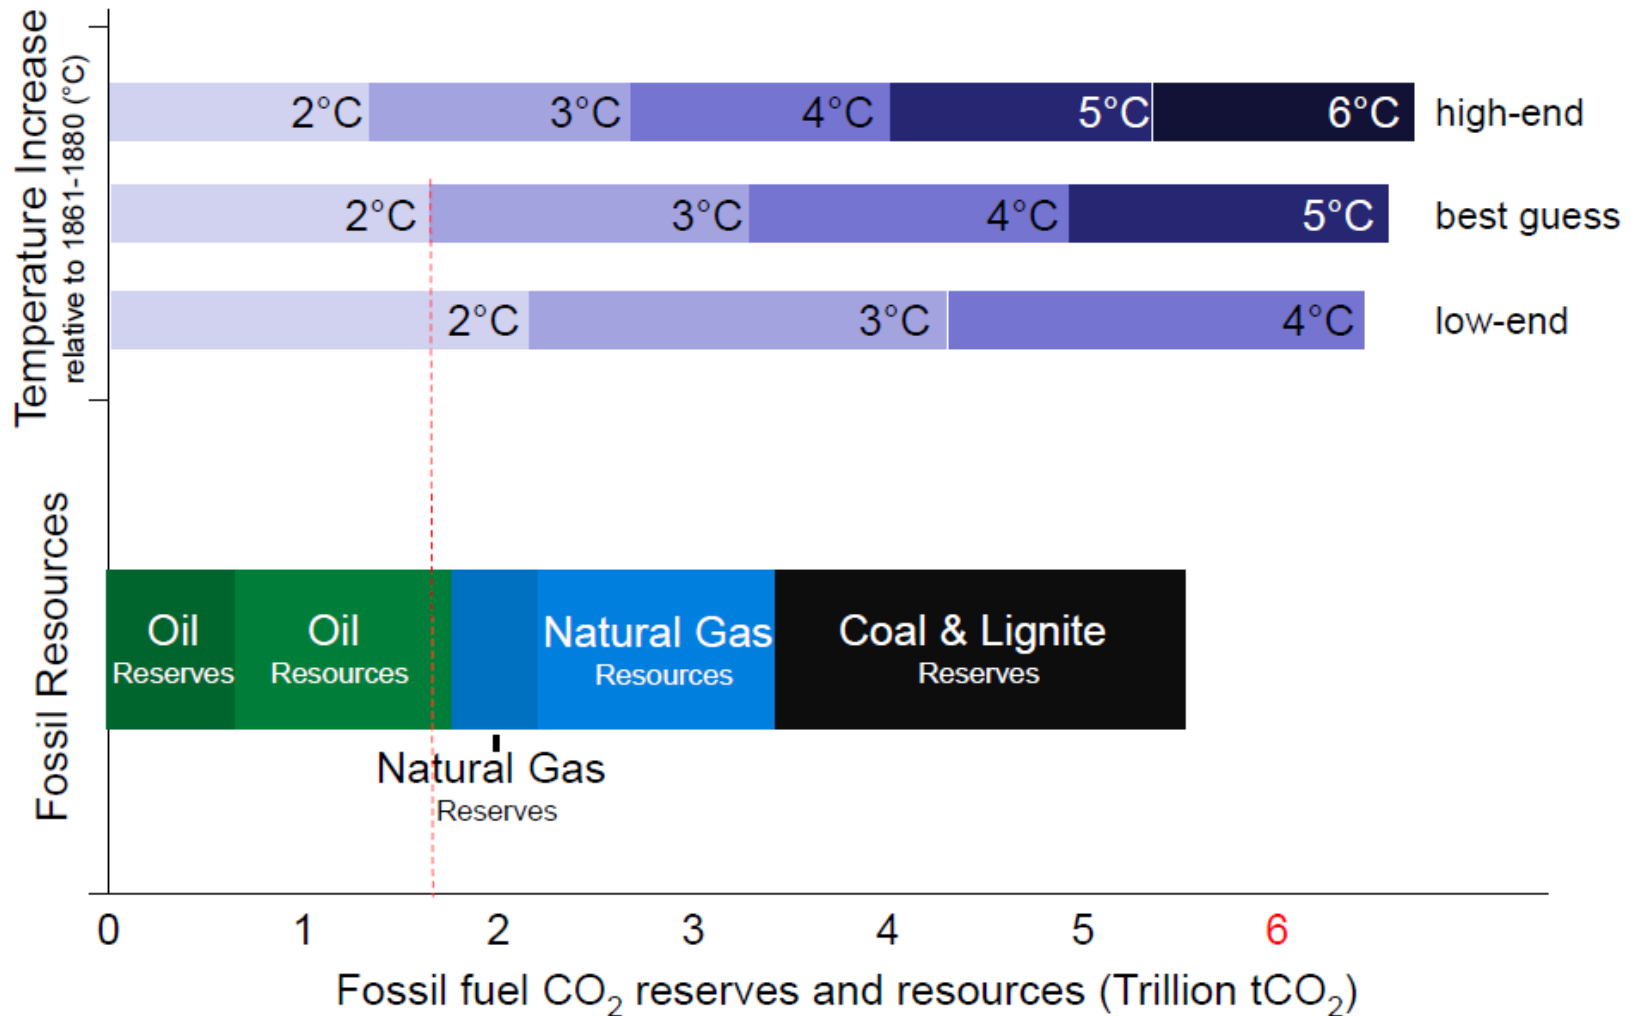 Temperature Increase
relative to 1861-1880 (°C)
2°C 3°C 4°C 5°C 6°C high-end
2°C 3°C 4°C 5°C best guess
2°C 3°C 4°C low-end
Fossil Resources
Oil
Reserves
Oil
Resources
Natural Gas
Resources
Coal & Lignite
Reserves
Natural Gas
Reserves
0 1 2 3 4 5 6
Fossil fuel CO₂ reserves and resources (Trillion tCO₂)